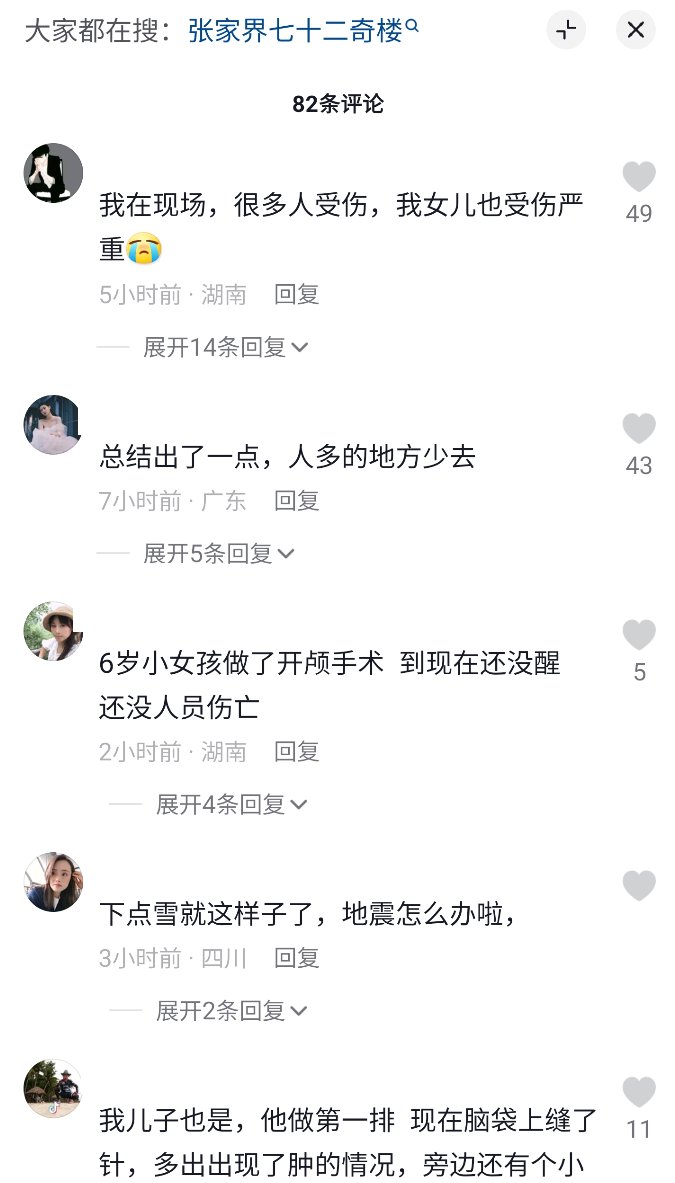 大家都在搜：张家界七十二奇楼
82条评论
我在现场，很多人受伤，我女儿也受伤严
重😭
49
5小时前 · 湖南 回复
展开14条回复
总结出了一点，人多的地方少去
43
7小时前 · 广东 回复
展开5条回复
6岁小女孩做了开颅手术 到现在还没醒
还没人员伤亡
5
2小时前 · 湖南 回复
展开4条回复
下点雪就这样子了，地震怎么办啦，
3小时前 · 四川 回复
展开2条回复
我儿子也是，他做第一排 现在脑袋上缝了
11
针，多出出现了肿的情况，旁边还有个小